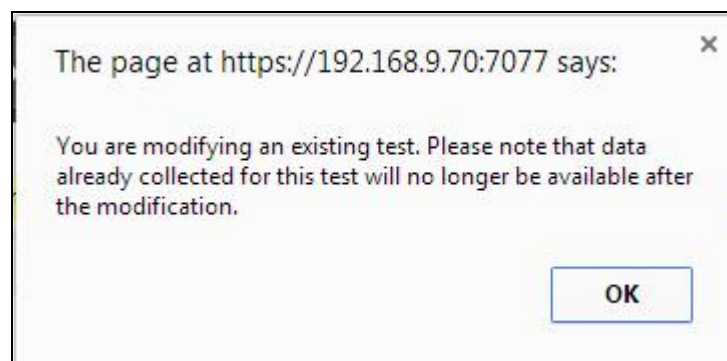 The page at https://192.168.9.70:7077 says:
You are modifying an existing test. Please note that data
already collected for this test will no longer be available after
the modification.
OK